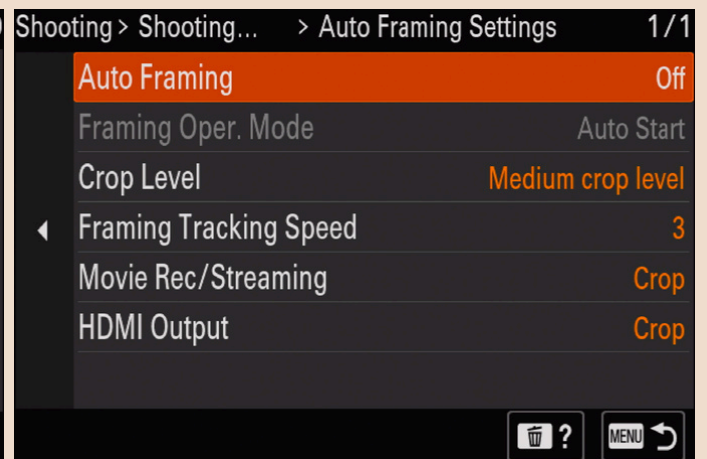 Shooting > Shooting... > Auto Framing Settings 1/1
Auto Framing Off
Framing Oper. Mode Auto Start
Crop Level Medium crop level
Framing Tracking Speed 3
Movie Rec/Streaming Crop
HDMI Output Crop
? MENU